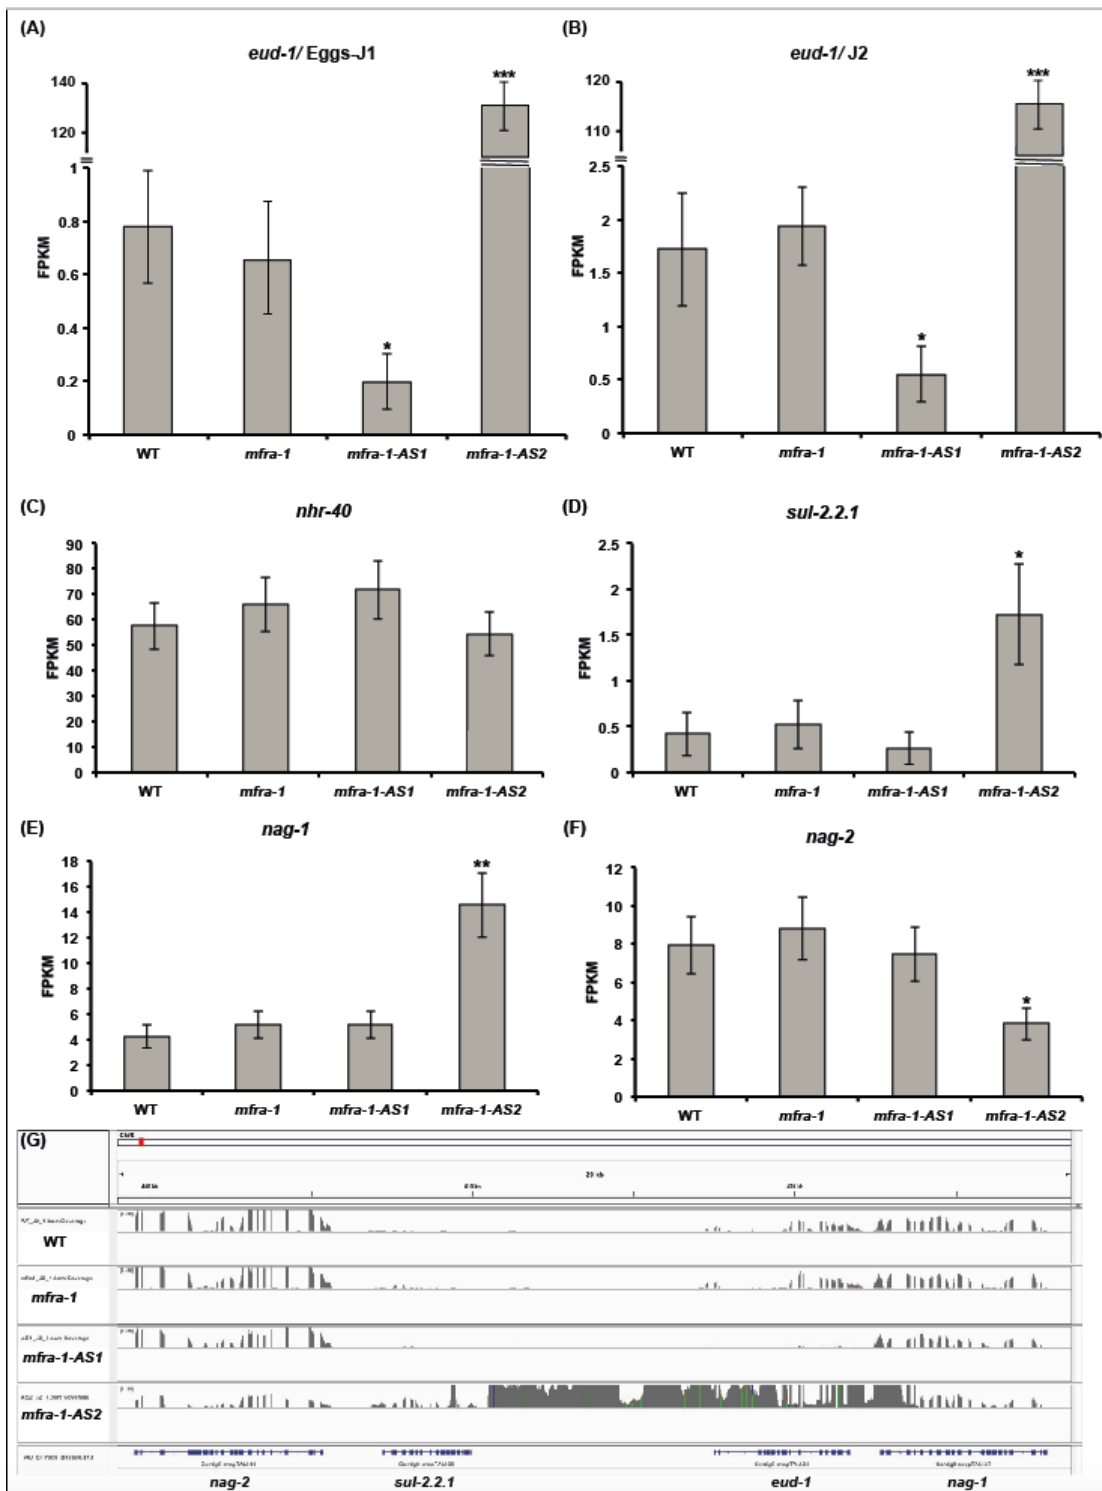 (A)
eud-1/ Eggs-J1
140
***
120
1
0.8
0.6
0.4
0.2
0
FPKM
*
WT
mfra-1
mfra-1-AS1
mfra-1-AS2
(B)
eud-1/ J2
120
***
110
2.5
2
1.5
1
0.5
0
FPKM
*
WT
mfra-1
mfra-1-AS1
mfra-1-AS2
(C)
nhr-40
90
80
70
60
50
40
30
20
10
0
FPKM
WT
mfra-1
mfra-1-AS1
mfra-1-AS2
(D)
sul-2.2.1
2.5
2
1.5
1
0.5
0
FPKM
*
WT
mfra-1
mfra-1-AS1
mfra-1-AS2
(E)
nag-1
18
16
14
12
10
8
6
4
2
0
FPKM
**
WT
mfra-1
mfra-1-AS1
mfra-1-AS2
(F)
nag-2
12
10
8
6
4
2
0
FPKM
*
WT
mfra-1
mfra-1-AS1
mfra-1-AS2
(G)
WT
mfra-1
mfra-1-AS1
mfra-1-AS2
nag-2
sul-2.2.1
eud-1
nag-1